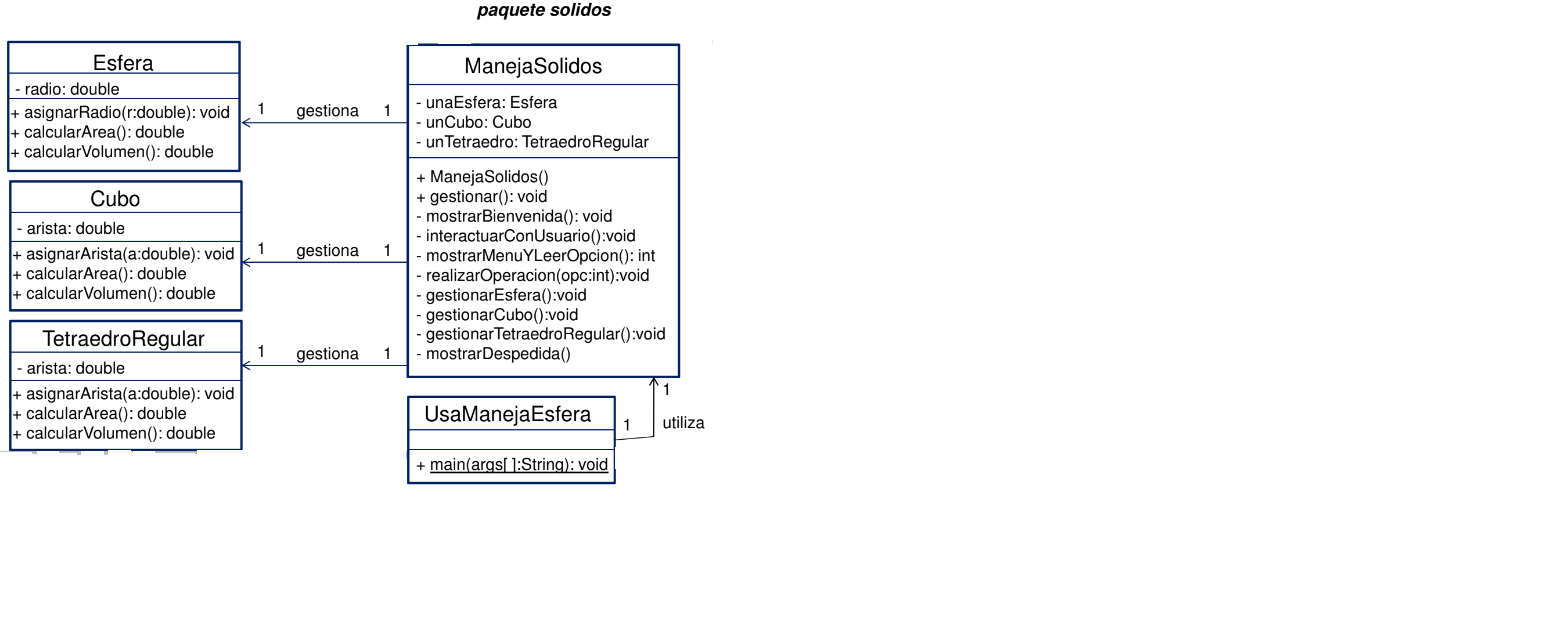 paquete solidos
Esfera
- radio: double
+ asignarRadio(r:double): void
+ calcularArea(): double
+ calcularVolumen(): double
1 gestiona 1
Cubo
- arista: double
+ asignarArista(a:double): void
+ calcularArea(): double
+ calcularVolumen(): double
1 gestiona 1
TetraedroRegular
- arista: double
+ asignarArista(a:double): void
+ calcularArea(): double
+ calcularVolumen(): double
1 gestiona 1
ManejaSolidos
- unaEsfera: Esfera
- unCubo: Cubo
- unTetraedro: TetraedroRegular
+ ManejaSolidos()
+ gestionar(): void
- mostrarBienvenida(): void
- interactuarConUsuario():void
- mostrarMenuYLeerOpcion(): int
- realizarOperacion(opc:int):void
- gestionarEsfera():void
- gestionarCubo():void
- gestionarTetraedroRegular():void
- mostrarDespedida()
1
utiliza
1
UsaManejaEsfera
+ main(args[ ]:String): void